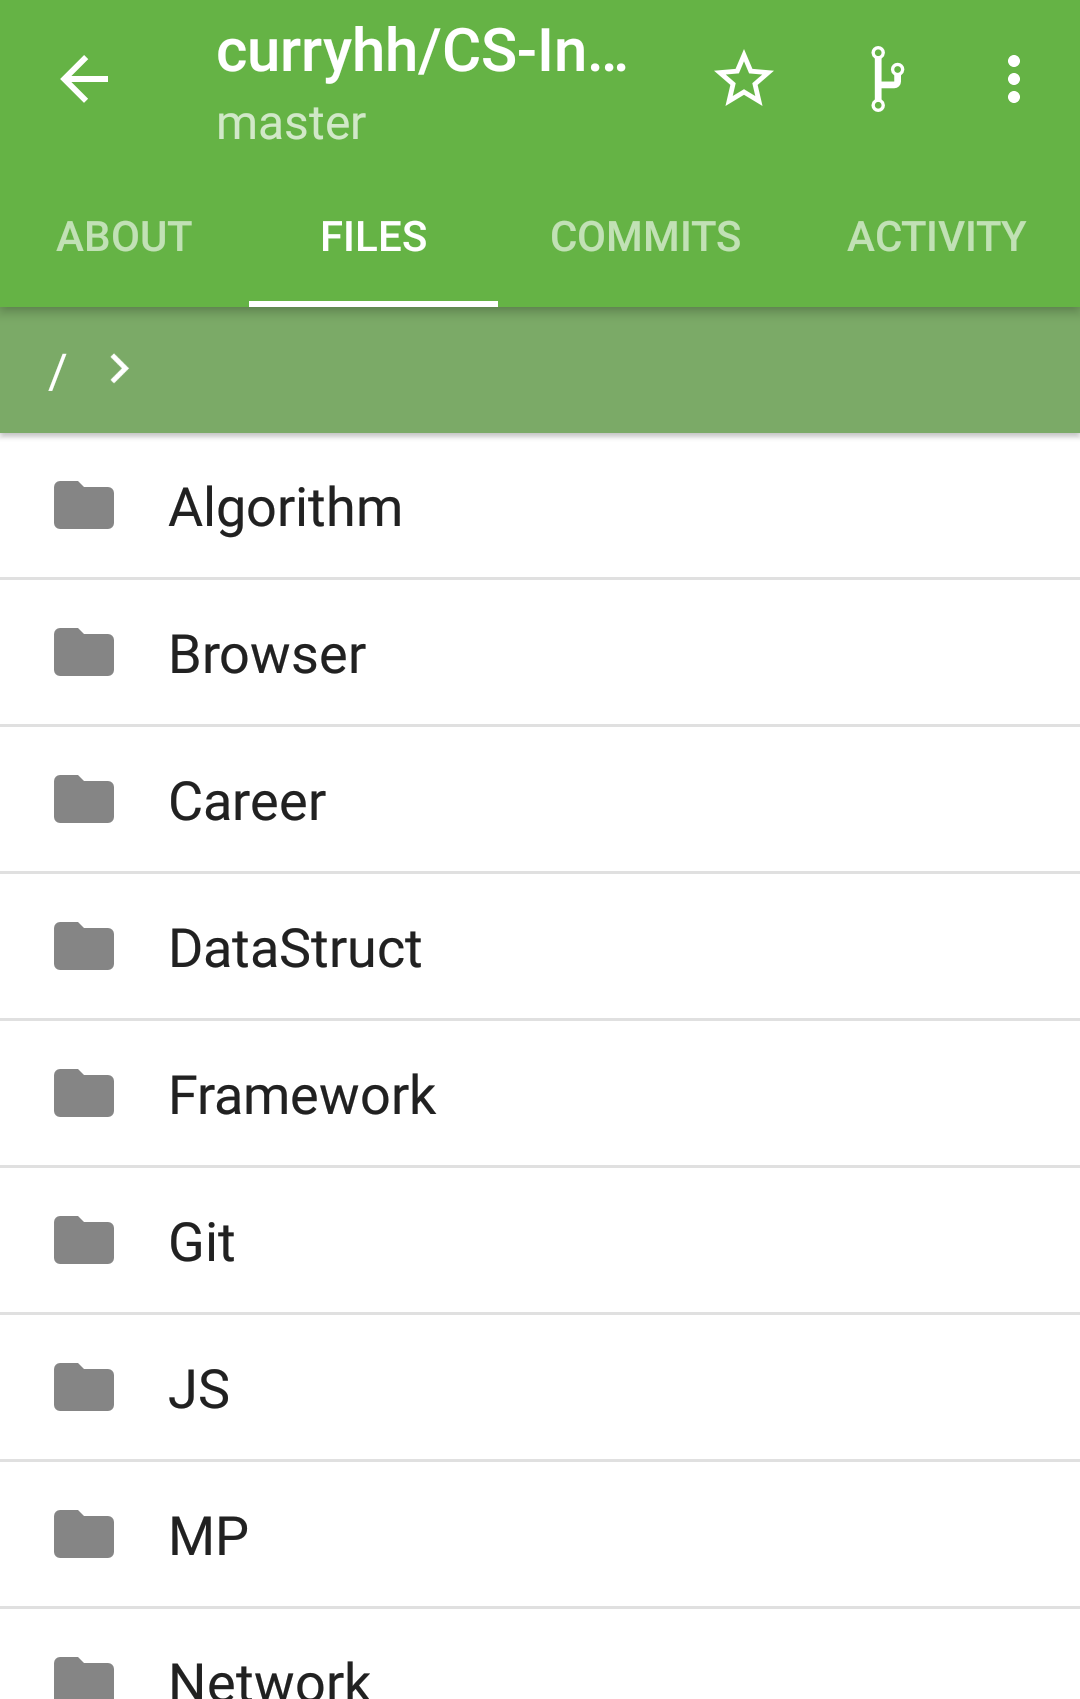 curryhh/CS-In...
master
ABOUT FILES COMMITS ACTIVITY
/
Algorithm
Browser
Career
DataStruct
Framework
Git
JS
MP
Network